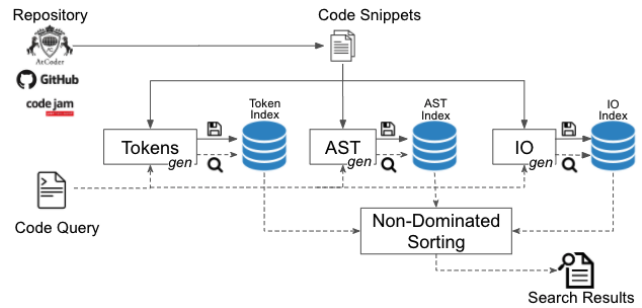 Repository
AtCoder
GitHub
code jam
Code Snippets
Token
Index
AST
Index
IO
Index
Tokens
gen
AST
gen
IO
gen
Code Query
Non-Dominated
Sorting
Search Results